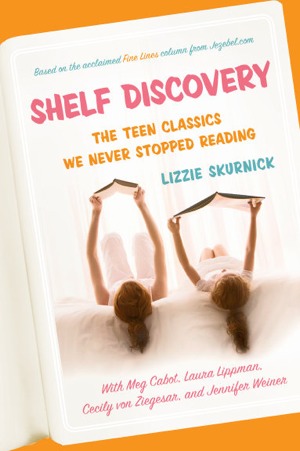 Based on the acclaimed Fine Lines column from Jezebel.com
SHELF DISCOVERY
THE TEEN CLASSICS
WE NEVER STOPPED READING
LIZZIE SKURNICK
With Meg Cabot, Laura Lippman,
Cecily von Ziegesar, and Jennifer Weiner